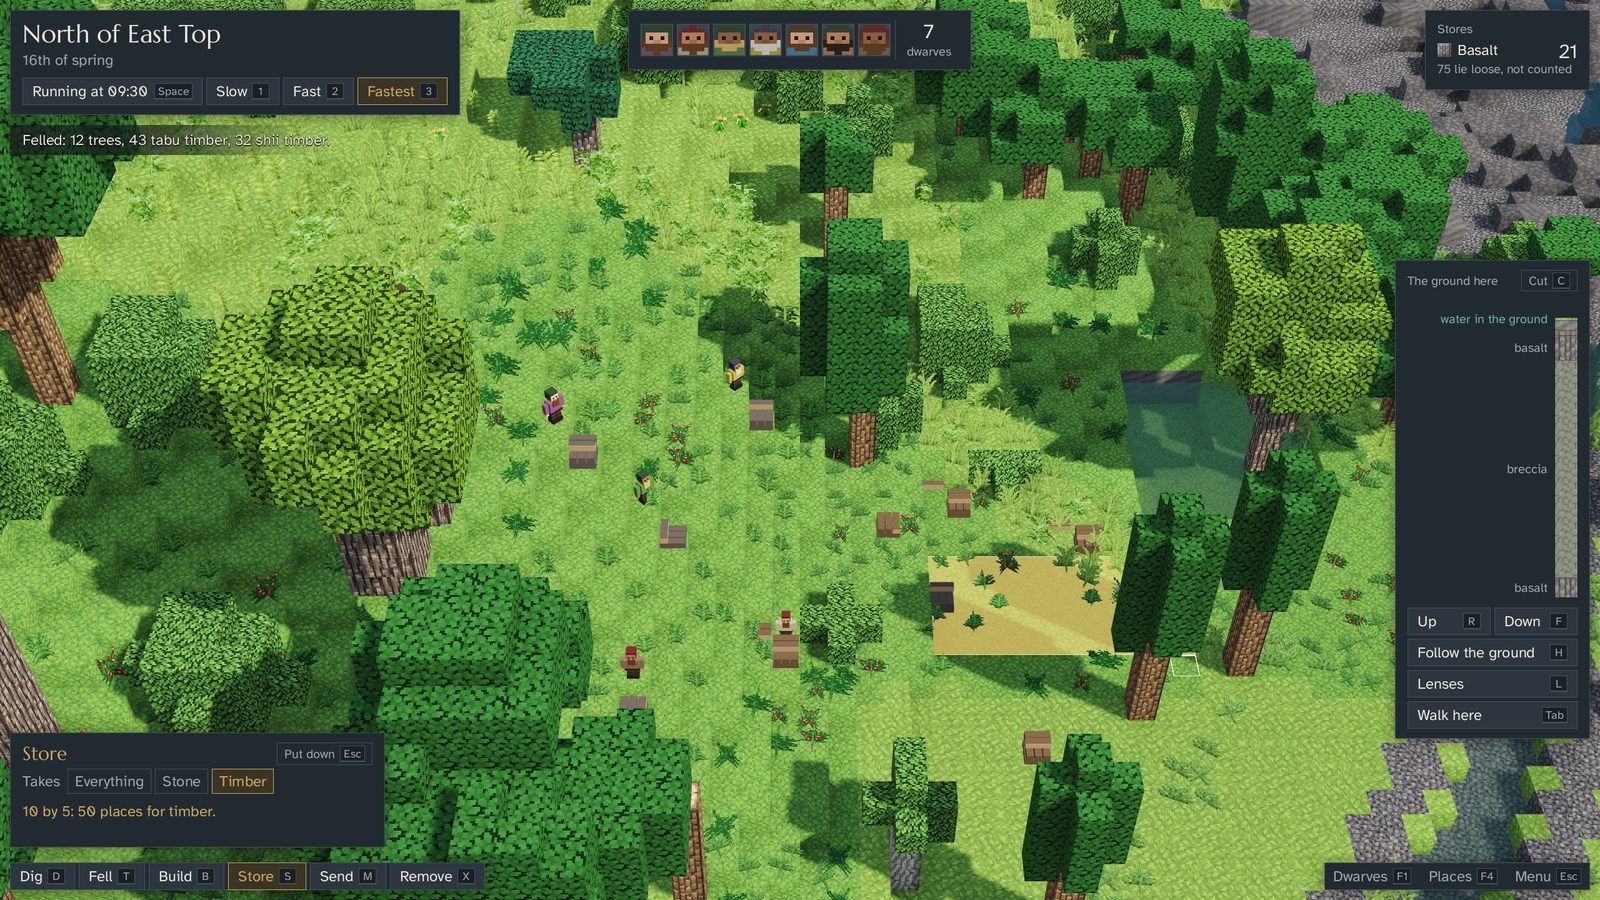 North of East Top
16th of spring
Running at 09:30 Space
Slow 1
Fast 2
Fastest 3
Felled: 12 trees, 43 tabu timber, 32 shii timber.
7
dwarves
Stores
Basalt 21
75 lie loose, not counted
The ground here
Cut C
water in the ground
basalt
breccia
basalt
Up R
Down F
Follow the ground H
Lenses L
Walk here Tab
Store
Put down Esc
Takes Everything Stone Timber
10 by 5: 50 places for timber.
Dig D
Fell T
Build B
Store S
Send M
Remove X
Dwarves F1
Places F4
Menu Esc